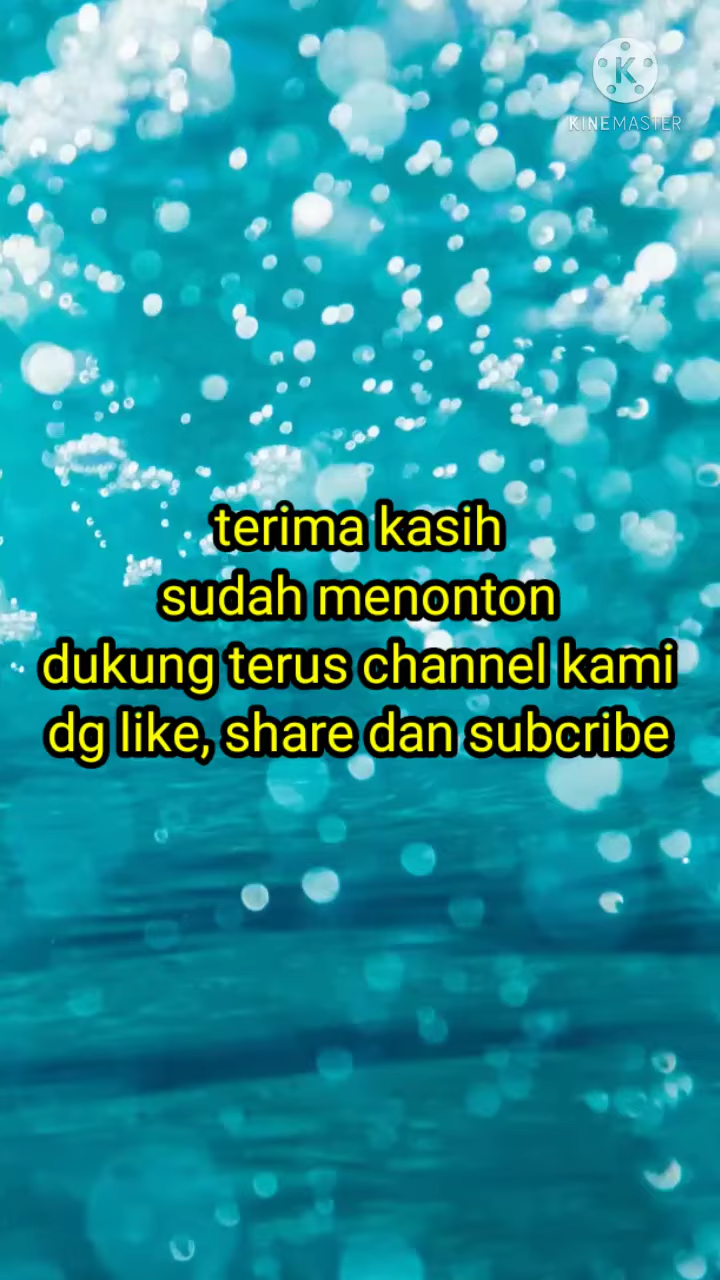 K
KINEMASTER
terima kasih
sudah menonton
dukung terus channel kami
dg like, share dan subcribe